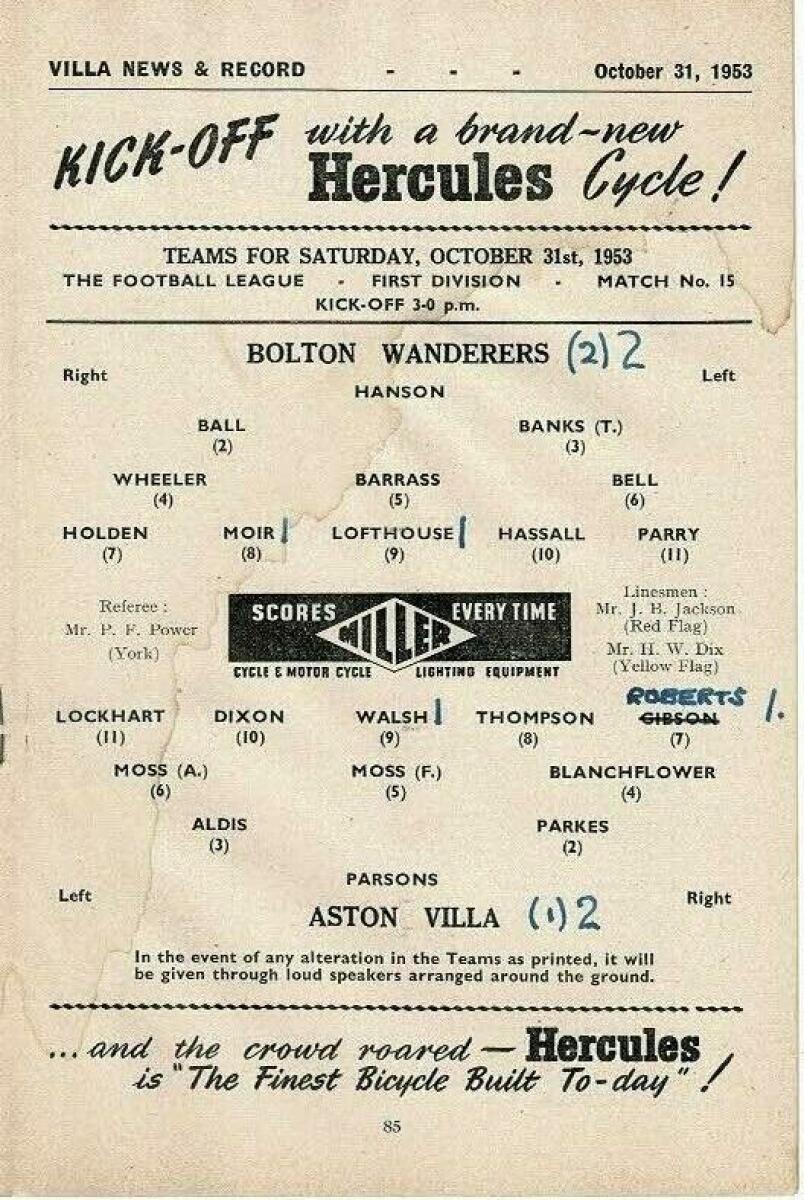 VILLA NEWS & RECORD - - - October 31, 1953
KICK-OFF with a brand-new
Hercules Cycle!
TEAMS FOR SATURDAY, OCTOBER 31st, 1953
THE FOOTBALL LEAGUE - FIRST DIVISION - MATCH No. 15
KICK-OFF 3-0 p.m.
BOLTON WANDERERS (2) 2
Right Left
HANSON
BALL BANKS (T.)
(2) (3)
WHEELER BARRASS BELL
(4) (5) (6)
HOLDEN MOIR | LOFTHOUSE | HASSALL PARRY
(7) (8) (9) (10) (11)
Referee :
Mr. P. F. Power
(York)
SCORES MILLER EVERY TIME
CYCLE & MOTOR CYCLE LIGHTING EQUIPMENT
Linesmen :
Mr. J. B. Jackson
(Red Flag)
Mr. H. W. Dix
(Yellow Flag)
ROBERTS 1.
LOCKHART DIXON WALSH | THOMPSON GIBSON
(11) (10) (9) (8) (7)
MOSS (A.) MOSS (F.) BLANCHFLOWER
(6) (5) (4)
ALDIS PARKES
(3) (2)
PARSONS
Left Right
ASTON VILLA (1) 2
In the event of any alteration in the Teams as printed, it will
be given through loud speakers arranged around the ground.
...and the crowd roared — Hercules
is "The Finest Bicycle Built To-day" !
85